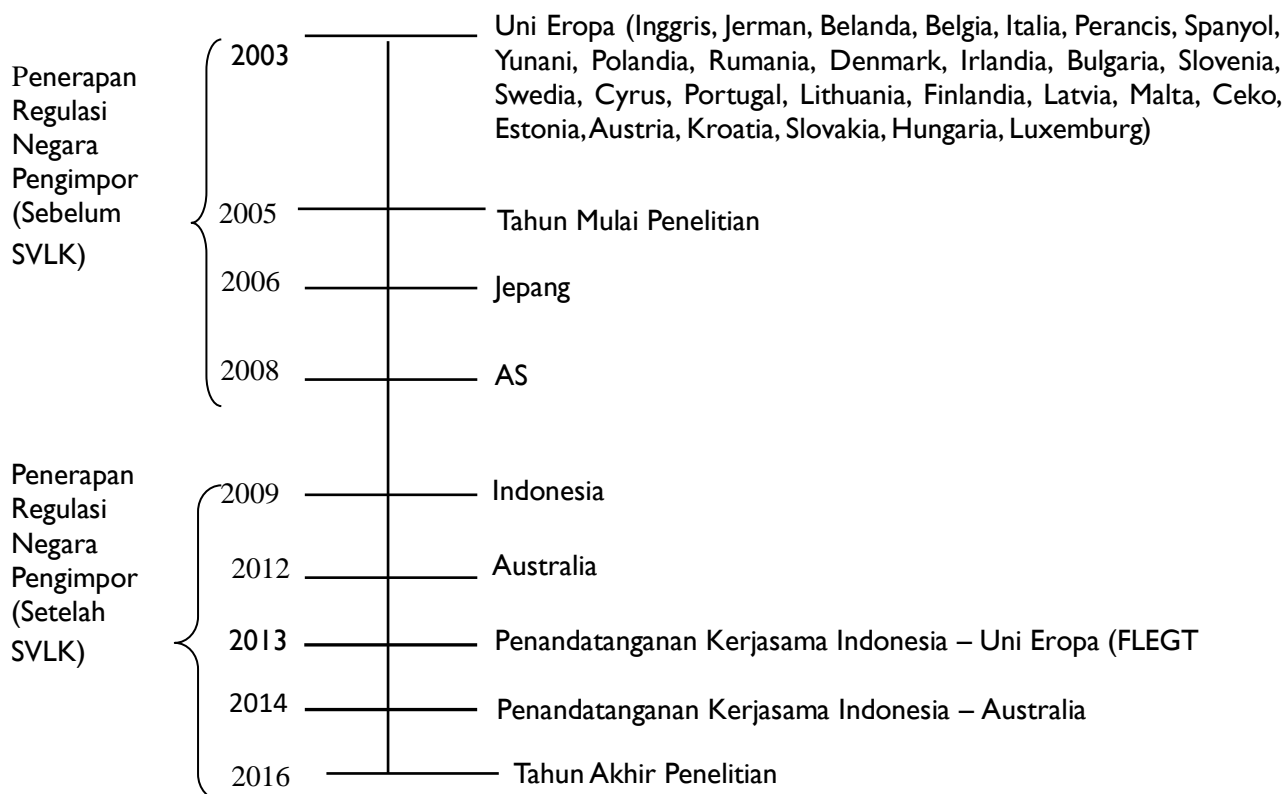 2003
Uni Eropa (Inggris, Jerman, Belanda, Belgia, Italia, Perancis, Spanyol,
Yunani, Polandia, Rumania, Denmark, Irlandia, Bulgaria, Slovenia,
Swedia, Cyrus, Portugal, Lithuania, Finlandia, Latvia, Malta, Ceko,
Estonia, Austria, Kroatia, Slovakia, Hungaria, Luxemburg)
Penerapan
Regulasi
Negara
Pengimpor
(Sebelum
SVLK)
2005
Tahun Mulai Penelitian
2006
Jepang
2008
AS
Penerapan
Regulasi
Negara
Pengimpor
(Setelah
SVLK)
2009
Indonesia
2012
Australia
2013
Penandatanganan Kerjasama Indonesia – Uni Eropa (FLEGT
2014
Penandatanganan Kerjasama Indonesia – Australia
2016
Tahun Akhir Penelitian